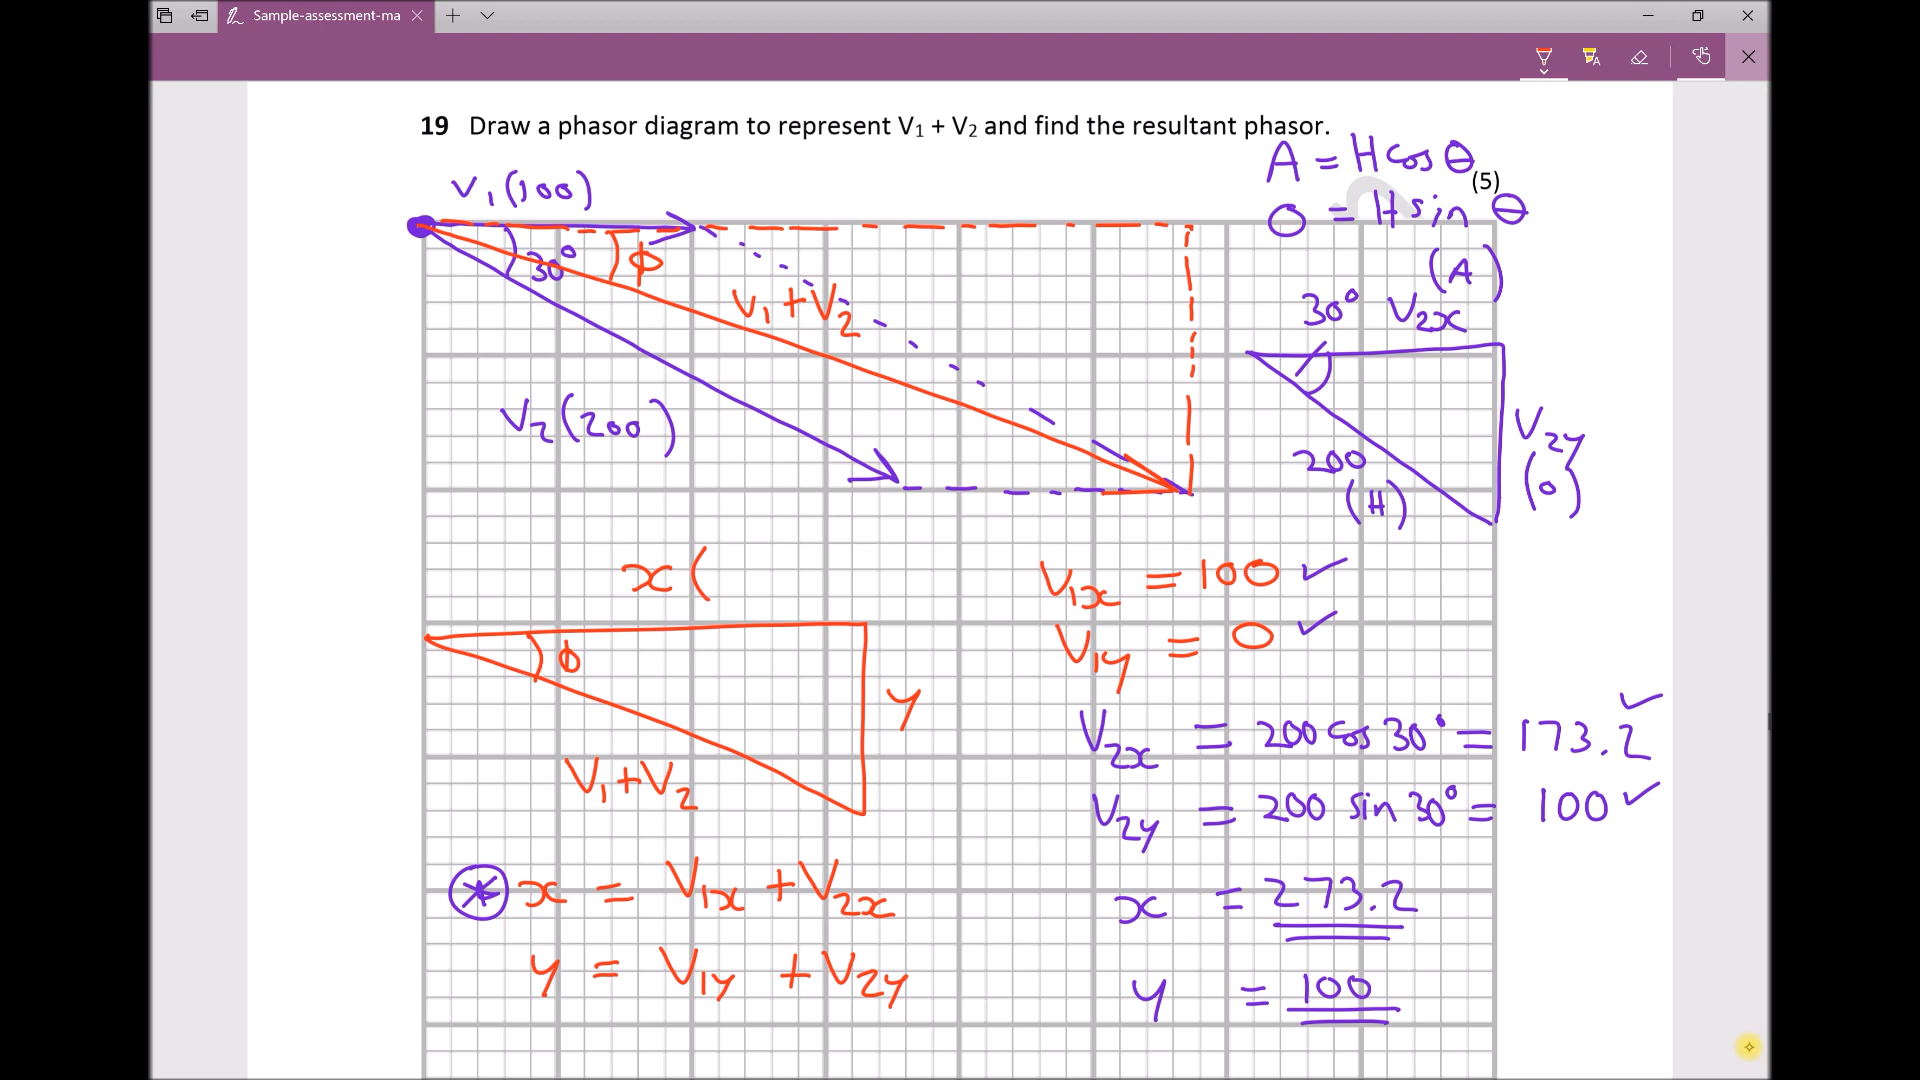 Sample-assessment-ma
19 Draw a phasor diagram to represent V₁ + V₂ and find the resultant phasor.
A = H cos θ
(5)
O = H sin θ
V₁ (100)
30° ϕ
V₁ + V₂
V₂ (200)
(A)
30° V₂ₓ
200
(H)
V₂y
(O)
x (
ϕ
y
V₁ + V₂
V₁ₓ = 100 ✓
V₁y = 0 ✓
V₂ₓ = 200 cos 30° = 173.2 ✓
V₂y = 200 sin 30° = 100 ✓
* x = V₁ₓ + V₂ₓ
y = V₁y + V₂y
x = 273.2
y = 100